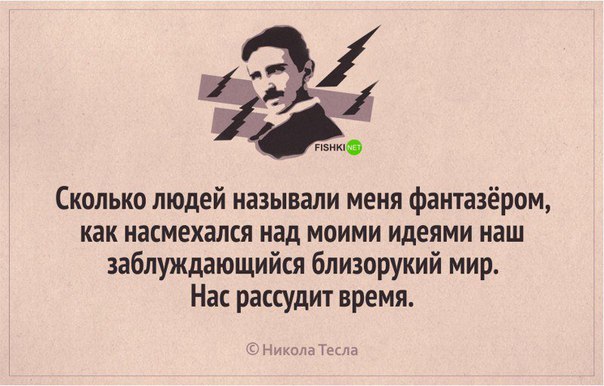 FISHKI NET
Сколько людей называли меня фантазёром,
как насмехался над моими идеями наш
заблуждающийся близорукий мир.
Нас рассудит время.
© Никола Тесла